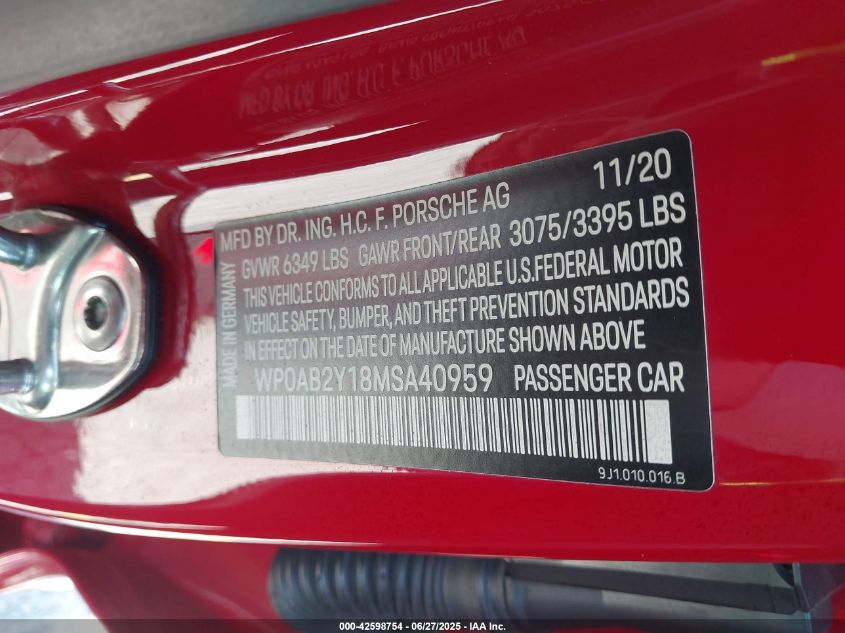 11/20
MFD BY DR. ING. H.C. F. PORSCHE AG
GVWR 6349 LBS GAWR FRONT/REAR 3075/3395 LBS
THIS VEHICLE CONFORMS TO ALL APPLICABLE U.S.FEDERAL MOTOR
VEHICLE SAFETY, BUMPER, AND THEFT PREVENTION STANDARDS
IN EFFECT ON THE DATE OF MANUFACTURE SHOWN ABOVE
WP0AB2Y18MSA40959 PASSENGER CAR
MADE IN GERMANY
9J1.010.016.B
000-42598754 - 06/27/2025 - IAA Inc.